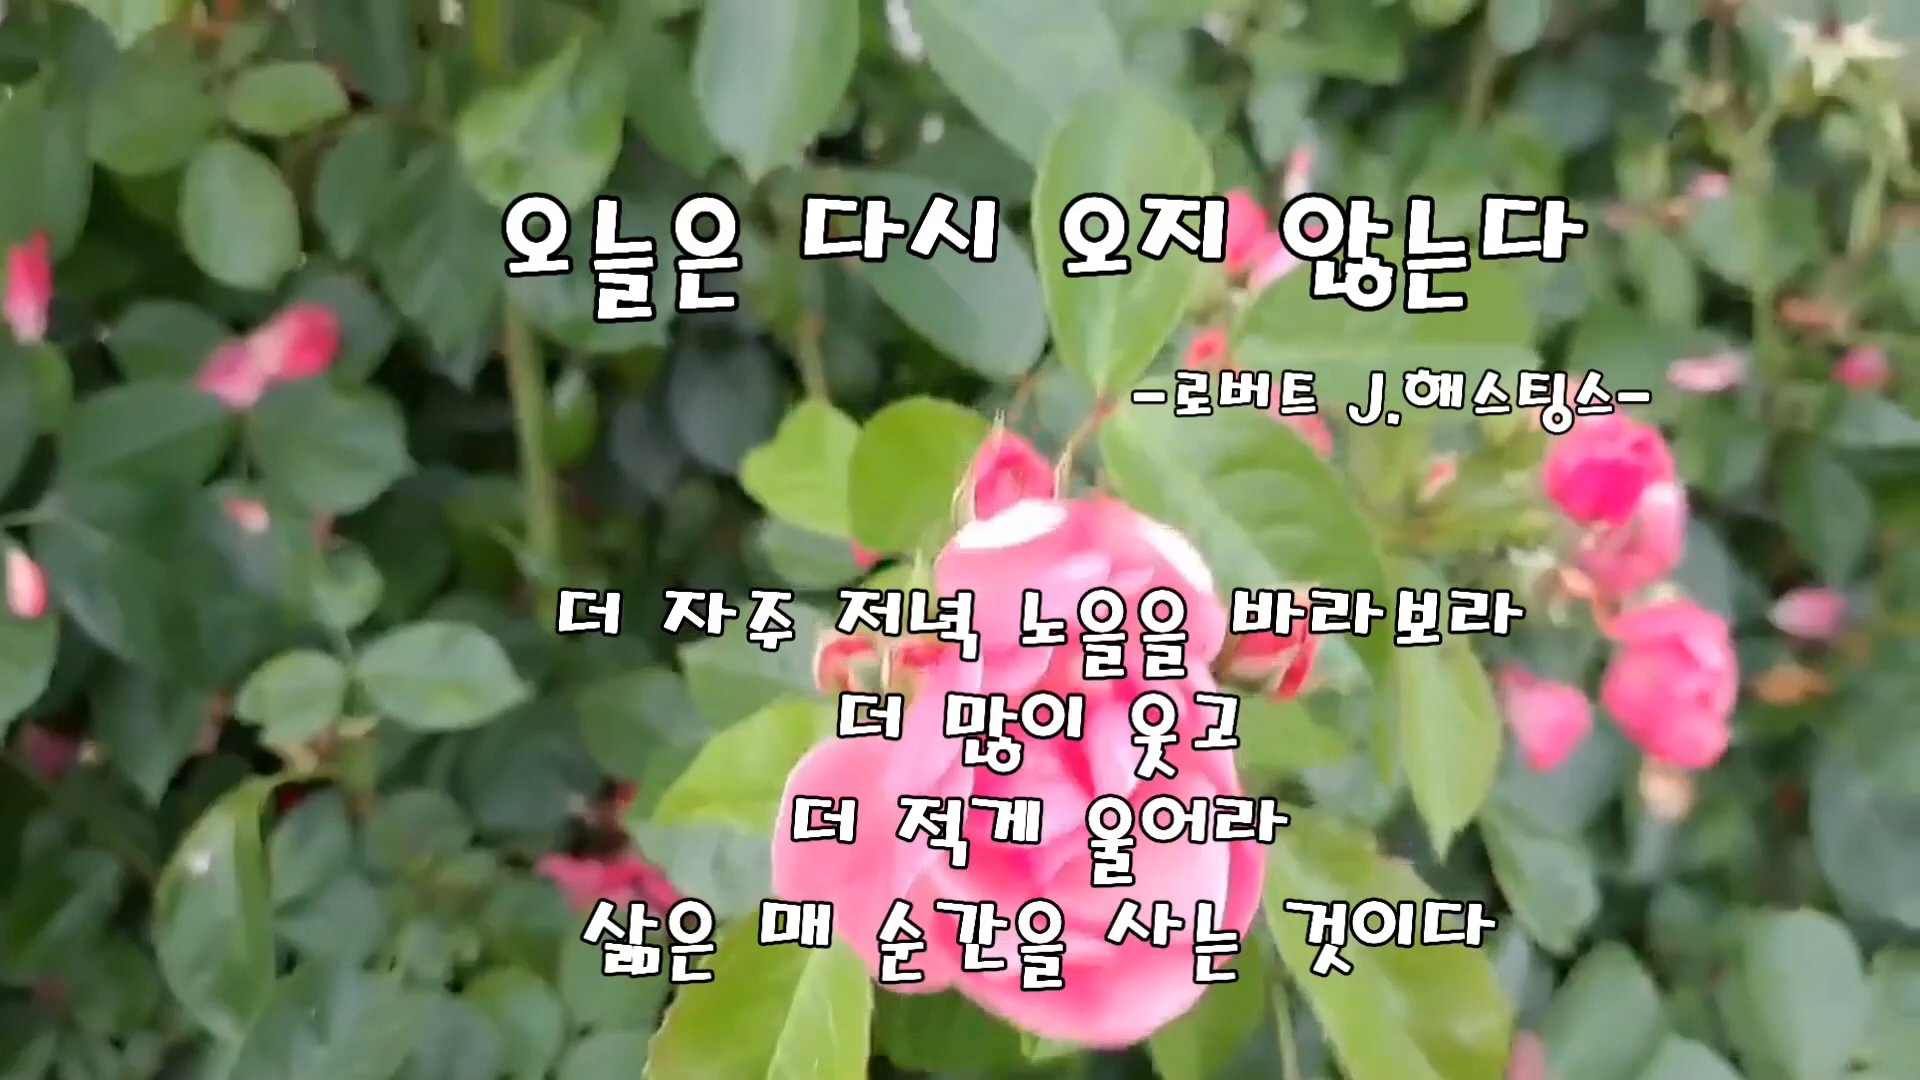 오늘은 다시 오지 않는다
-로버트 J.해스팅스-
더 자주 저녁 노을을 바라보라
더 많이 웃고
더 적게 울어라
삶은 매 순간을 사는 것이다